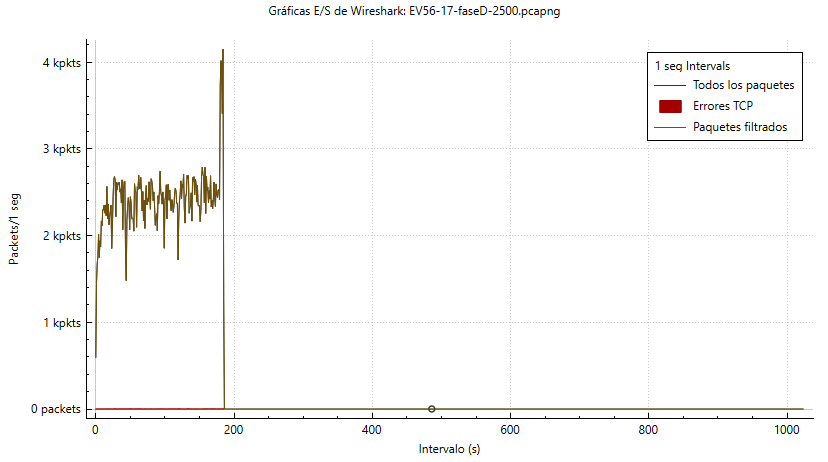 Gráficas E/S de Wireshark: EV56-17-faseD-2500.pcapng
1 seg Intervals
Todos los paquetes
Errores TCP
Paquetes filtrados
Packets/1 seg
4 kpkts
3 kpkts
2 kpkts
1 kpkts
0 packets
0 200 400 600 800 1000
Intervalo (s)